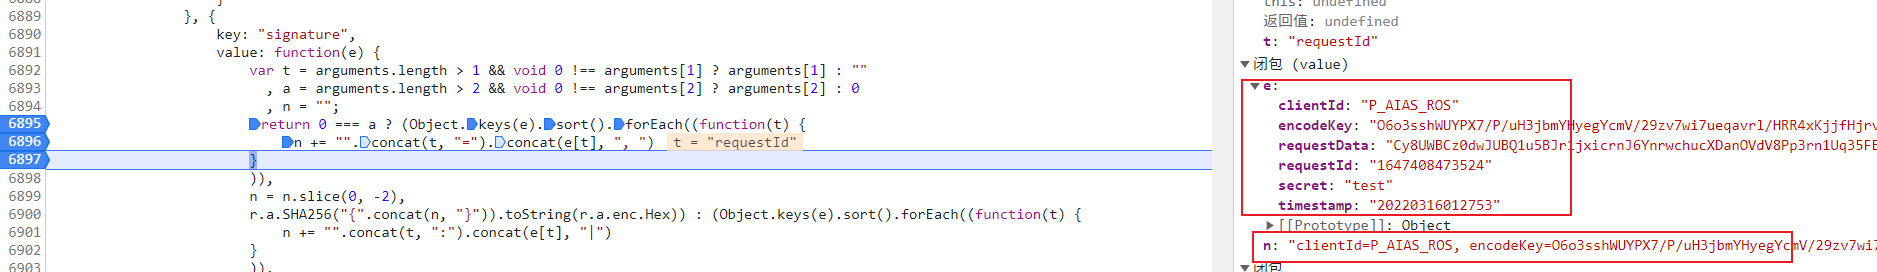 6889 }, {
6890 key: "signature",
6891 value: function(e) {
6892 var t = arguments.length > 1 && void 0 !== arguments[1] ? arguments[1] : ""
6893 , a = arguments.length > 2 && void 0 !== arguments[2] ? arguments[2] : 0
6894 , n = "";
6895 return 0 === a ? (Object.keys(e).sort().forEach((function(t) {
6896 n += "".concat(t, "=").concat(e[t], ", ") t = "requestId"
6897 }
6898 )),
6899 n = n.slice(0, -2),
6900 r.a.SHA256("{".concat(n, "}")).toString(r.a.enc.Hex)) : (Object.keys(e).sort().forEach((function(t) {
6901 n += "".concat(t, ":").concat(e[t], "|")
6902 }
6903 )),
this: undefined
返回值: undefined
t: "requestId"
闭包 (value)
e:
clientId: "P_AIAS_ROS"
encodeKey: "O6o3sshWUYPX7/P/uH3jbmYHyegYcmV/29zv7wi7ueqavrl/HRR4xKjjfHjrv
requestData: "Cy8UWBCz0dwJUBQ1u5BJr1jxicrnJ6YnrwchucXDanOVdV8Pp3rn1Uq35FE
requestId: "1647408473524"
secret: "test"
timestamp: "20220316012753"
[[Prototype]]: Object
n: "clientId=P_AIAS_ROS, encodeKey=O6o3sshWUYPX7/P/uH3jbmYHyegYcmV/29zv7wi7
闭包